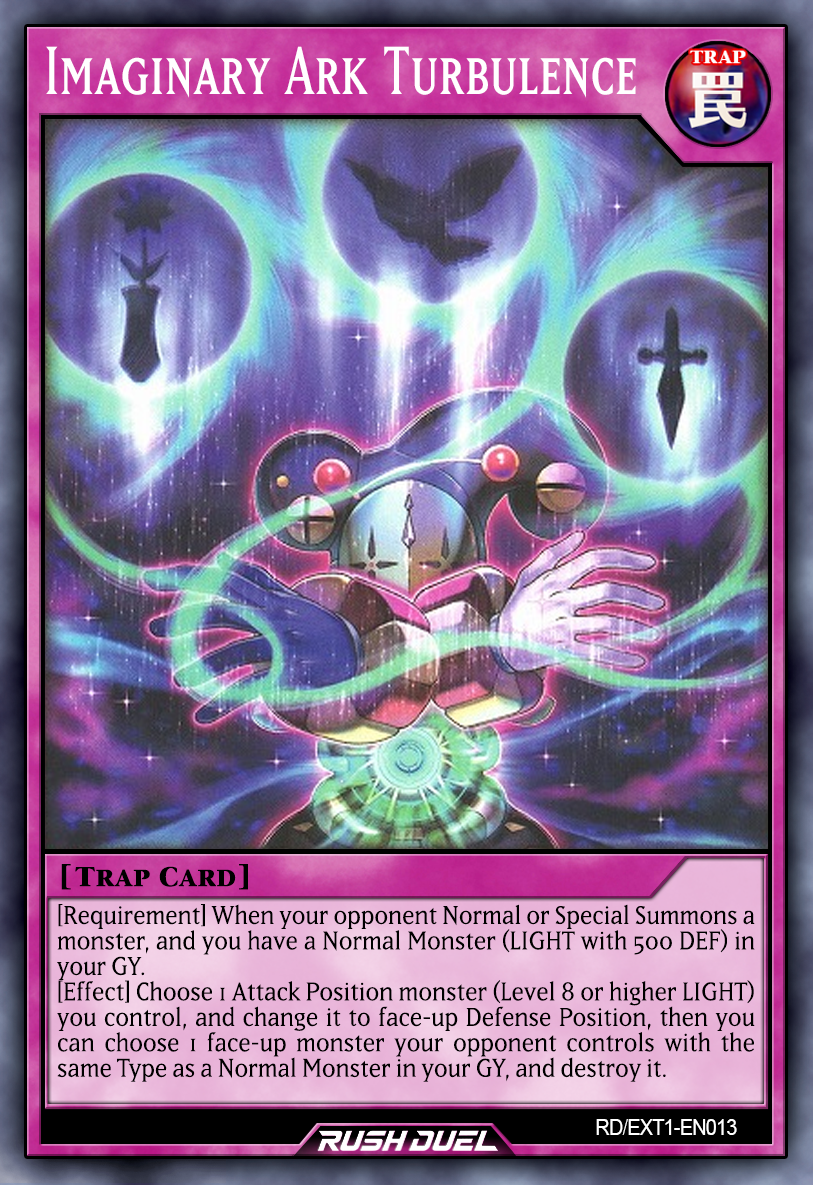 IMAGINARY ARK TURBULENCE
TRAP
罠
[TRAP CARD]
[Requirement] When your opponent Normal or Special Summons a
monster, and you have a Normal Monster (LIGHT with 500 DEF) in
your GY.
[Effect] Choose 1 Attack Position monster (Level 8 or higher LIGHT)
you control, and change it to face-up Defense Position, then you
can choose 1 face-up monster your opponent controls with the
same Type as a Normal Monster in your GY, and destroy it.
RD/EXT1-EN013
RUSH DUEL